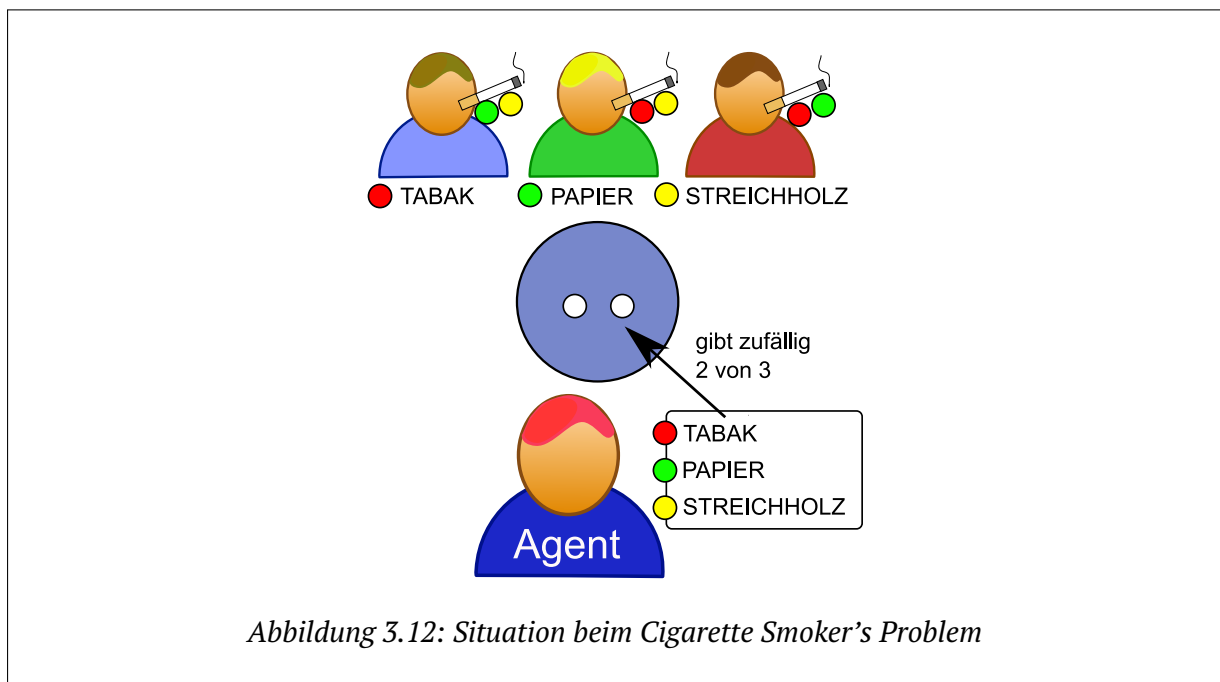 TABAK PAPIER STREICHHOLZ
gibt zufällig
2 von 3
TABAK
PAPIER
STREICHHOLZ
Agent
Abbildung 3.12: Situation beim Cigarette Smoker’s Problem